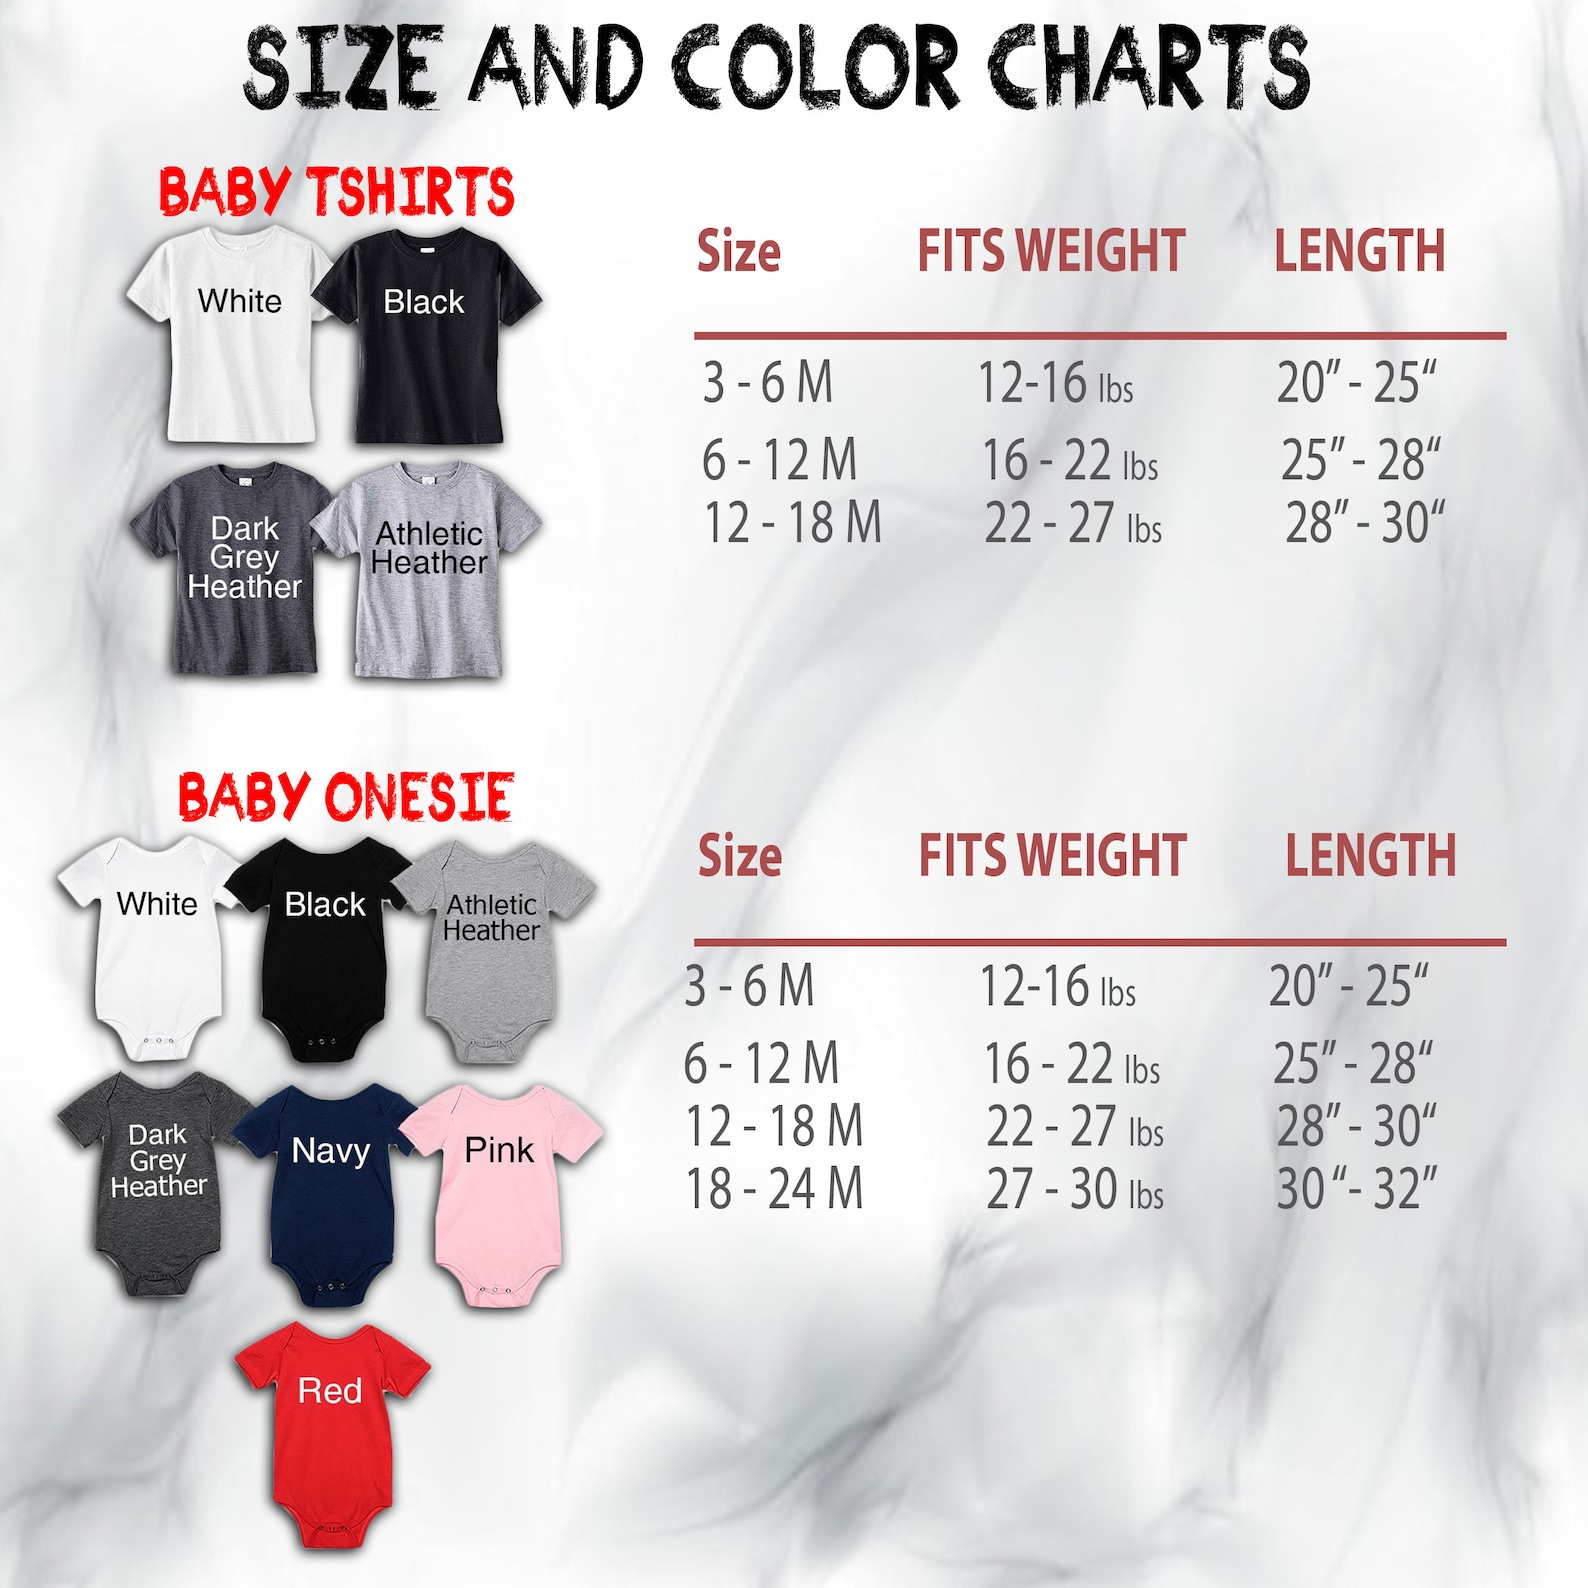 SIZE AND COLOR CHARTS
BABY TSHIRTS
White
Black
Dark
Grey
Heather
Athletic
Heather
Size FITS WEIGHT LENGTH
3 - 6 M 12-16 lbs 20” - 25“
6 - 12 M 16 - 22 lbs 25” - 28“
12 - 18 M 22 - 27 lbs 28” - 30“
BABY ONESIE
White
Black
Athletic
Heather
Dark
Grey
Heather
Navy
Pink
Red
Size FITS WEIGHT LENGTH
3 - 6 M 12-16 lbs 20” - 25“
6 - 12 M 16 - 22 lbs 25” - 28“
12 - 18 M 22 - 27 lbs 28” - 30“
18 - 24 M 27 - 30 lbs 30 “- 32”